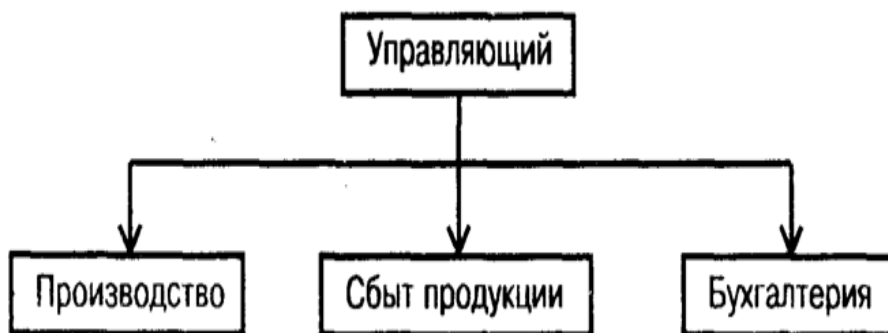 Управляющий
Производство
Сбыт продукции
Бухгалтерия